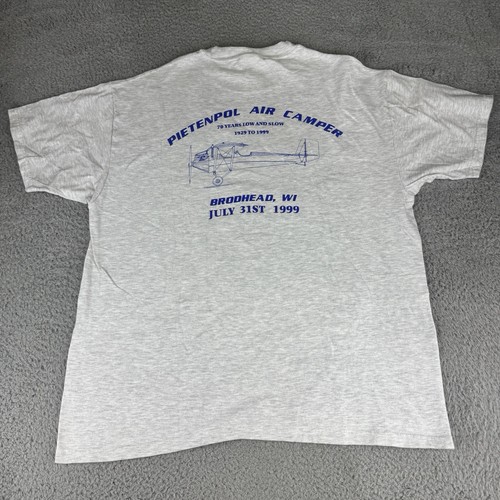 PIETENPOL AIR CAMPER
70 YEARS LOW AND SLOW
1929 TO 1999
BRODHEAD, WI
JULY 31ST 1999